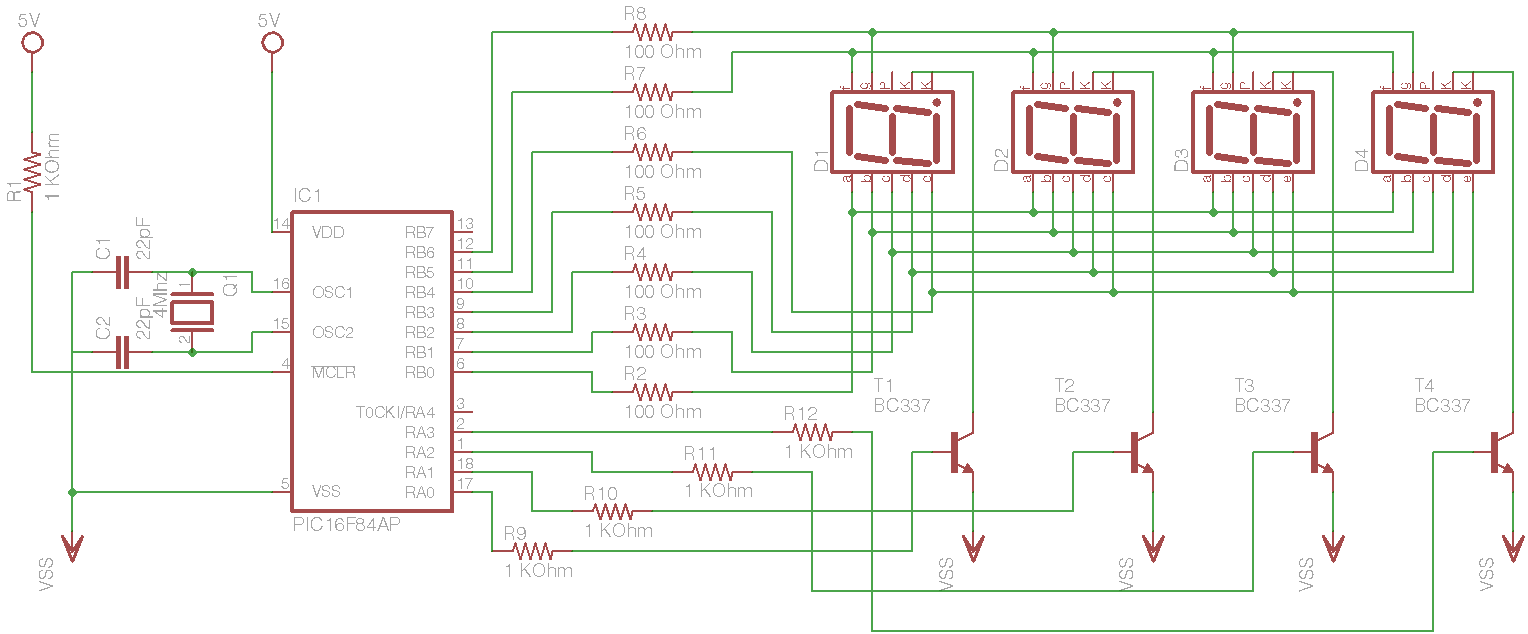 5V
5V
R1
1 KOhm
C1
22pF
C2
22pF
4Mhz
1
2
Q1
VSS
IC1
14 VDD
16 OSC1
15 OSC2
4 MCLR
5 VSS
RB7 13
RB6 12
RB5 11
RB4 10
RB3 9
RB2 8
RB1 7
RB0 6
T0CKI/RA4 3
RA3 2
RA2 1
RA1 18
RA0 17
PIC16F84AP
R8
100 Ohm
R7
100 Ohm
R6
100 Ohm
R5
100 Ohm
R4
100 Ohm
R3
100 Ohm
R2
100 Ohm
R12
1 KOhm
R11
1 KOhm
R10
1 KOhm
R9
1 KOhm
f g P K K
D1
a b c d c
f g P K K
D2
a b c d c
f g P K K
D3
a b c d e
f g P K K
D4
a b c d e
T1
BC337
T2
BC337
T3
BC337
T4
BC337
VSS
VSS
VSS
VSS